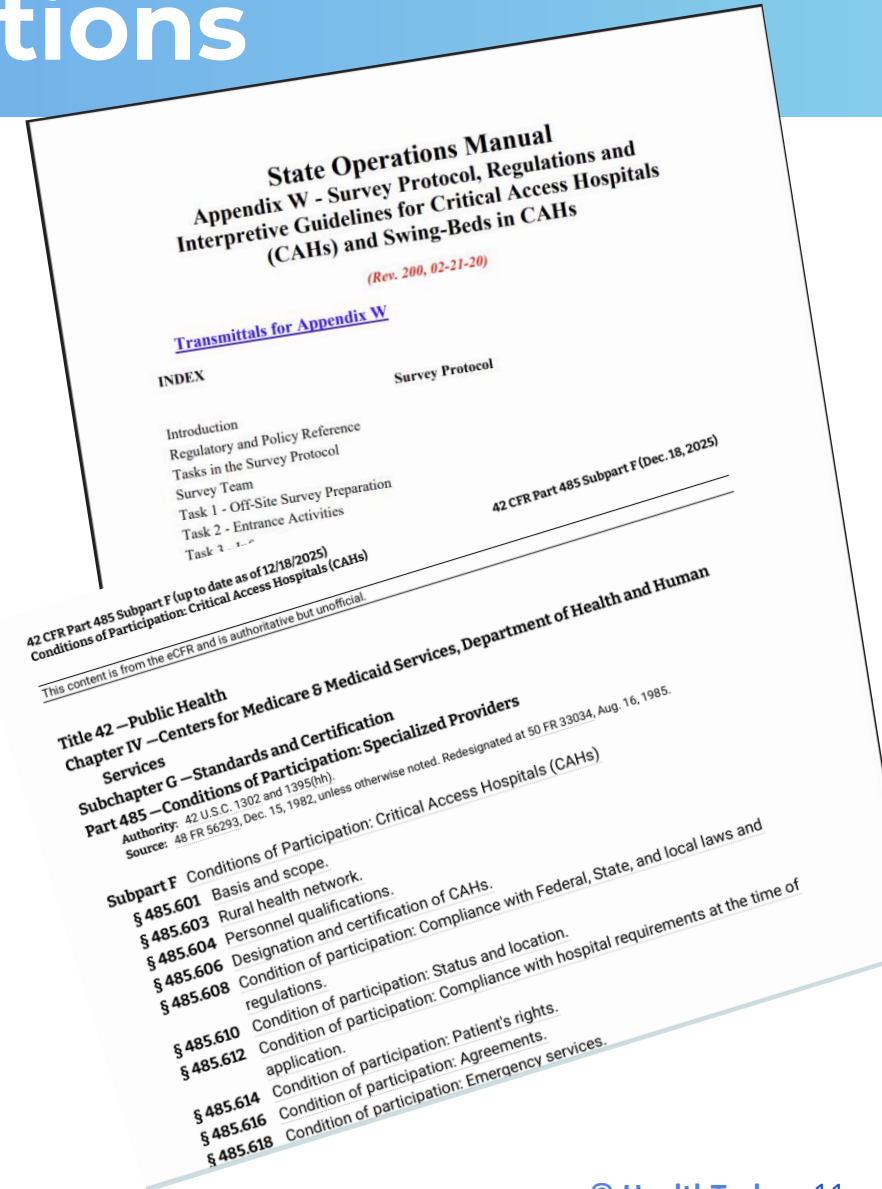 tions
State Operations Manual
Appendix W - Survey Protocol, Regulations and
Interpretive Guidelines for Critical Access Hospitals
(CAHs) and Swing-Beds in CAHs
(Rev. 200, 02-21-20)
Transmittals for Appendix W
INDEX
Survey Protocol
Introduction
Regulatory and Policy Reference
Tasks in the Survey Protocol
Survey Team
Task 1 - Off-Site Survey Preparation
Task 2 - Entrance Activities
Task 3 -
42 CFR Part 485 Subpart F (Dec. 18, 2025)
42 CFR Part 485 Subpart F (up to date as of 12/18/2025)
Conditions of Participation: Critical Access Hospitals (CAHs)
This content is from the eCFR and is authoritative but unofficial.
Title 42 —Public Health
Chapter IV —Centers for Medicare & Medicaid Services, Department of Health and Human
Services
Subchapter G —Standards and Certification
Part 485 —Conditions of Participation: Specialized Providers
Authority: 42 U.S.C. 1302 and 1395(hh).
Source: 48 FR 56293, Dec. 15, 1982, unless otherwise noted. Redesignated at 50 FR 33034, Aug. 16, 1985.
Subpart F Conditions of Participation: Critical Access Hospitals (CAHs)
§ 485.601 Basis and scope.
§ 485.603 Rural health network.
§ 485.604 Personnel qualifications.
§ 485.606 Designation and certification of CAHs.
§ 485.608 Condition of participation: Compliance with Federal, State, and local laws and
regulations.
§ 485.610 Condition of participation: Status and location.
§ 485.612 Condition of participation: Compliance with hospital requirements at the time of
application.
§ 485.614 Condition of participation: Patient's rights.
§ 485.616 Condition of participation: Agreements.
§ 485.618 Condition of participation: Emergency services.